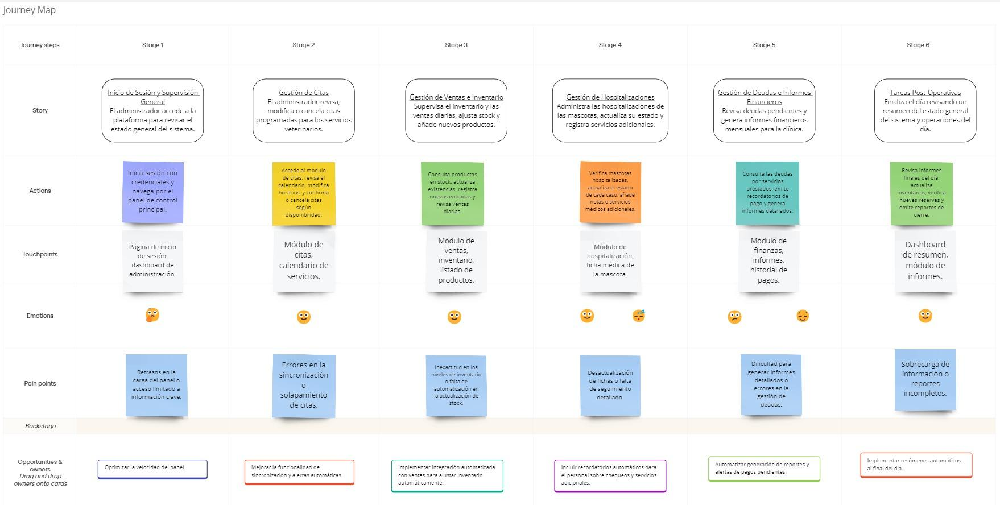 Journey Map
Journey steps
Stage 1
Stage 2
Stage 3
Stage 4
Stage 5
Stage 6
Story
Inicio de Sesión y Supervisión
General
El administrador accede a la
plataforma para revisar el
estado general del sistema.
Gestión de Citas
El administrador revisa,
modifica o cancela citas
programadas para los servicios
veterinarios.
Gestión de Ventas e Inventario
Supervisa el inventario y las
ventas diarias, ajusta stock y
añade nuevos productos.
Gestión de Hospitalizaciones
Administra las hospitalizaciones de
las mascotas, actualiza su estado y
registra servicios adicionales.
Gestión de Deudas e Informes
Financieros
Revisa deudas pendientes y
genera informes financieros
mensuales para la clínica.
Tareas Post-Operativas
Finaliza el día revisando un
resumen del estado general
del sistema y operaciones del
día.
Actions
Inicia sesión con
credenciales y
navega por el
panel de control
principal.
Accede al módulo
de citas, revisa el
calendario, modifica
horarios, y confirma
o cancela citas
según
disponibilidad.
Consulta productos
en stock, actualiza
existencias, registra
nuevas entradas y
revisa ventas
diarias.
Verifica mascotas
hospitalizadas,
actualiza el estado
de cada caso, añade
notas o servicios
médicos adicionales.
Consulta las deudas
por servicios
prestados, emite
recordatorios de
pago y genera
informes detallados.
Revisa informes
finales del día,
actualiza
inventarios, verifica
nuevas reservas y
emite reportes de
cierre.
Touchpoints
Página de inicio
de sesión,
dashboard de
administración.
Módulo de
citas,
calendario de
servicios.
Módulo de
ventas,
inventario,
listado de
productos.
Módulo de
hospitalización,
ficha médica de
la mascota.
Módulo de
finanzas,
informes,
historial de
pagos.
Dashboard
de resumen,
módulo de
informes.
Emotions
Pain points
Retrasos en la
carga del panel o
acceso limitado a
información clave.
Errores en la
sincronización
o
solapamiento
de citas.
Inexactitud en los
niveles de inventario
o falta de
automatización en
la actualización de
stock.
Desactualización
de fichas o falta
de seguimiento
detallado.
Dificultad para
generar informes
detallados o
errores en la
gestión de
deudas.
Sobrecarga de
información o
reportes
incompletos.
Backstage
Opportunities &
owners
Drag and drop
owners onto cards
Optimizar la velocidad del panel.
Mejorar la funcionalidad de
sincronización y alertas automáticas.
Implementar integración automatizada
con ventas para ajustar inventario
automáticamente.
Incluir recordatorios automáticos para
el personal sobre chequeos y servicios
adicionales.
Automatizar generación de reportes y
alertas de pagos pendientes.
Implementar resúmenes automáticos
al final del día.